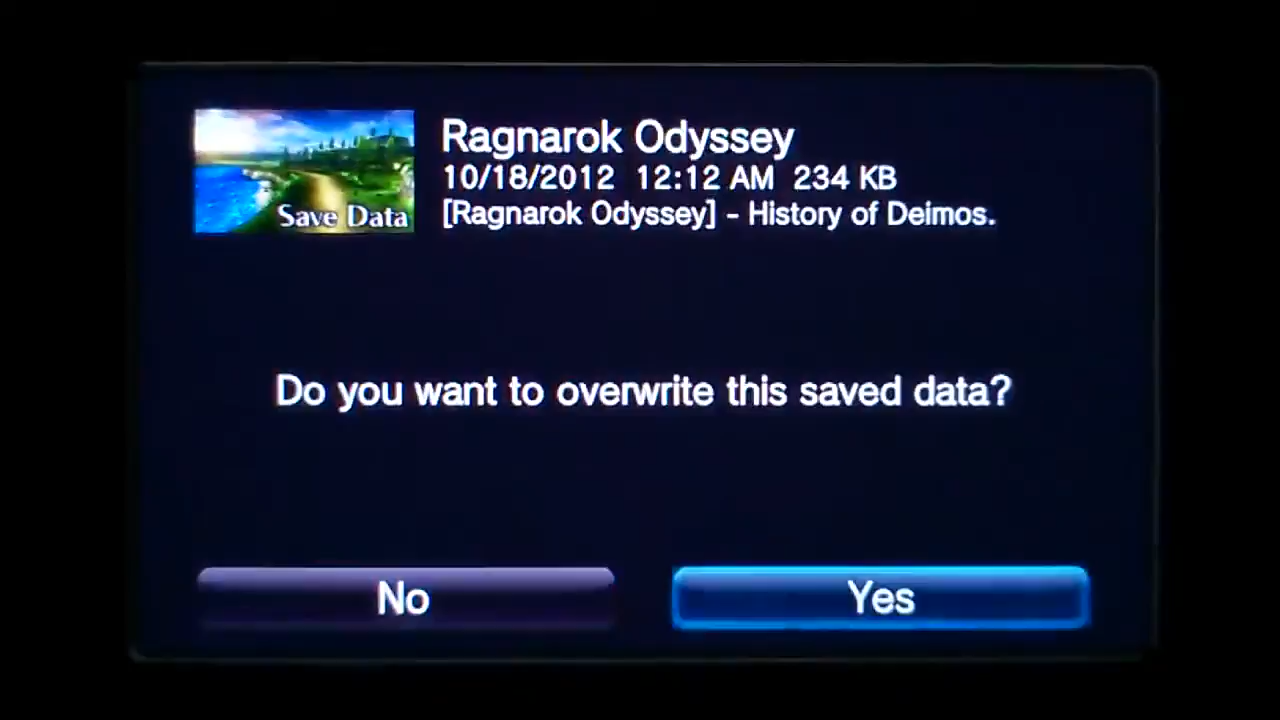 Save Data
Ragnarok Odyssey
10/18/2012 12:12 AM 234 KB
[Ragnarok Odyssey] - History of Deimos.
Do you want to overwrite this saved data?
No
Yes